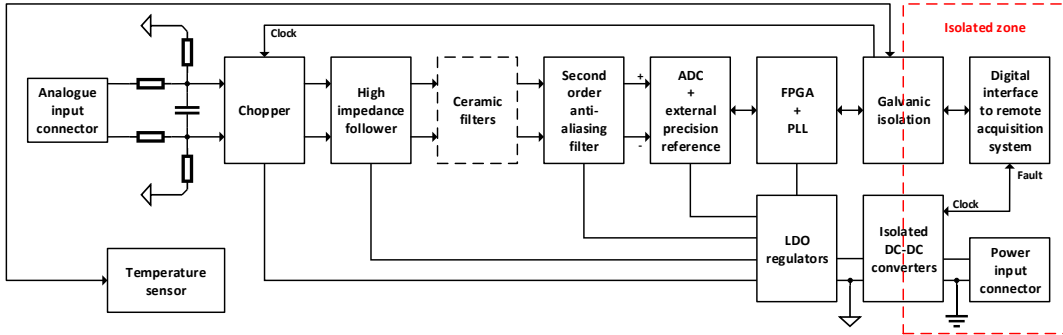 Isolated zone
Clock
Analogue
input
connector
Chopper
High
impedance
follower
Ceramic
filters
Second
order
anti-
aliasing
filter
+
-
ADC
+
external
precision
reference
FPGA
+
PLL
Galvanic
isolation
Digital
interface
to remote
acquisition
system
Fault
Clock
Temperature
sensor
LDO
regulators
Isolated
DC-DC
converters
Power
input
connector